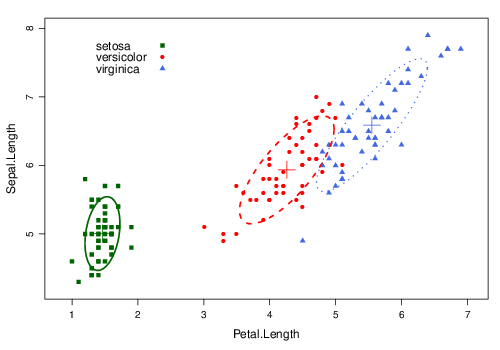 setosa
versicolor
virginica
8
7
6
5
Sepal.Length
1 2 3 4 5 6 7
Petal.Length